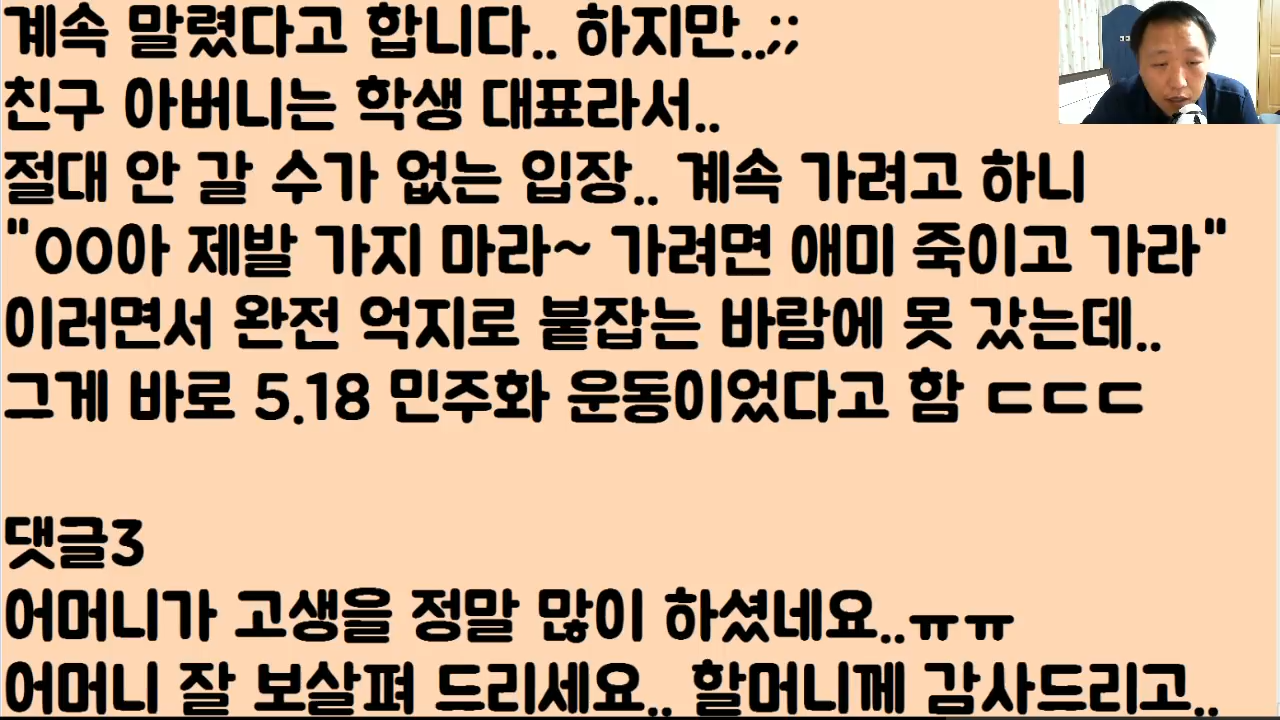 계속 말렸다고 합니다.. 하지만..;;
친구 아버니는 학생 대표라서..
절대 안 갈 수가 없는 입장.. 계속 가려고 하니
"OO아 제발 가지 마라~ 가려면 애미 죽이고 가라"
이러면서 완전 억지로 붙잡는 바람에 못 갔는데..
그게 바로 5.18 민주화 운동이었다고 함 ㄷㄷㄷ
댓글3
어머니가 고생을 정말 많이 하셨네요..ㅠㅠ
어머니 잘 보살펴 드리세요.. 할머니께 감사드리고..